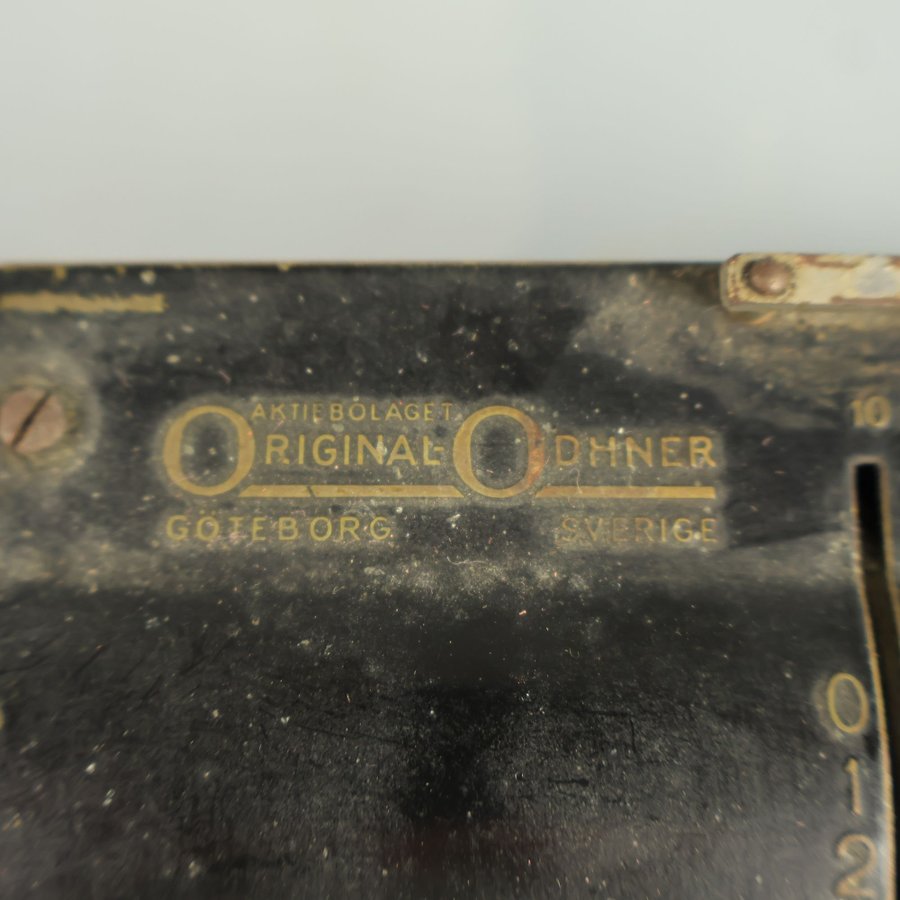 AKTIEBOLAGET
ORIGINAL-ODHNER
GÖTEBORG SVERIGE
10
0
1
2